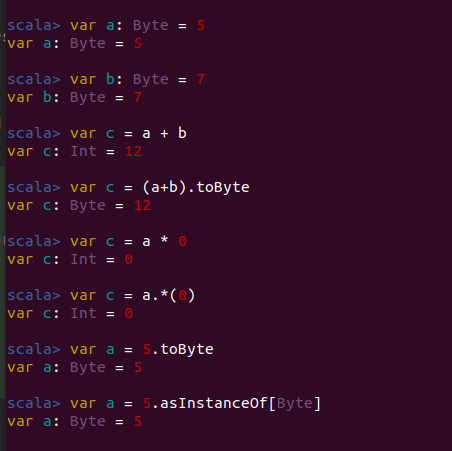 scala> var a: Byte = 5
var a: Byte = 5
scala> var b: Byte = 7
var b: Byte = 7
scala> var c = a + b
var c: Int = 12
scala> var c = (a+b).toByte
var c: Byte = 12
scala> var c = a * 0
var c: Int = 0
scala> var c = a.*(0)
var c: Int = 0
scala> var a = 5.toByte
var a: Byte = 5
scala> var a = 5.asInstanceOf[Byte]
var a: Byte = 5